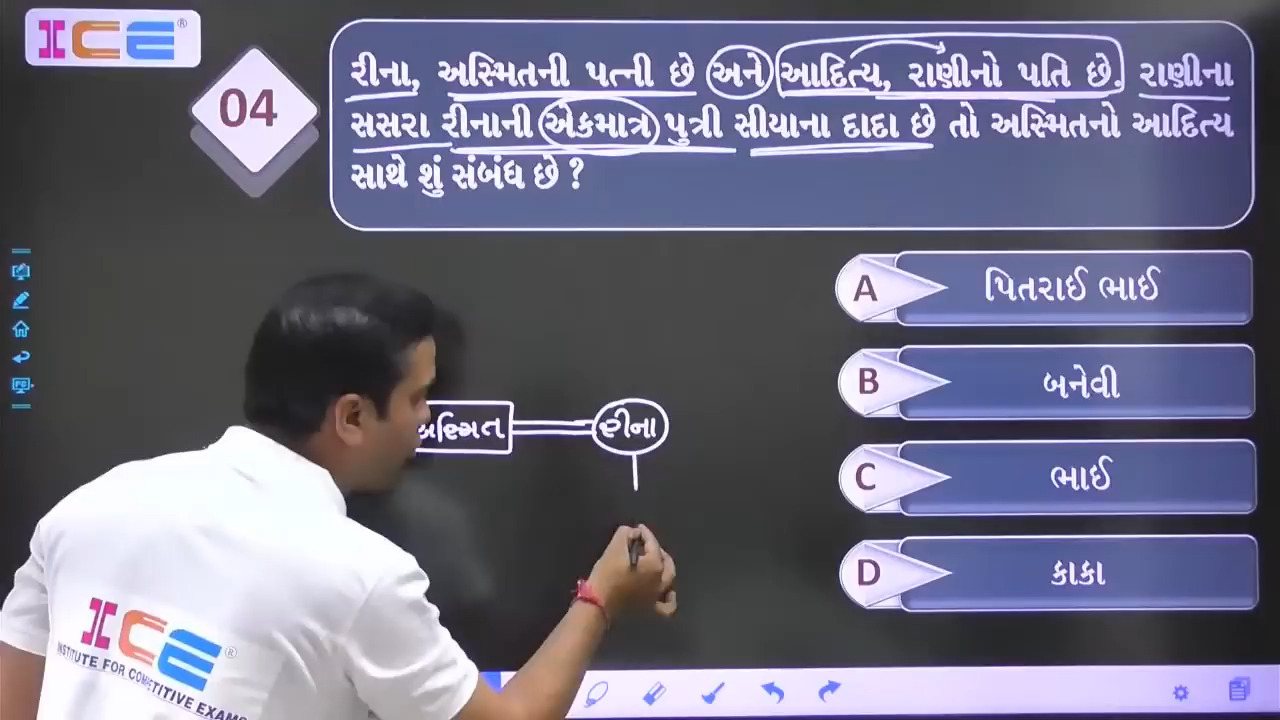 ICE®
04
રીના, અસ્મિતની પત્ની છે અને આદિત્ય, રાણીનો પતિ છે. રાણીના
સસરા રીનાની એકમાત્ર પુત્રી સીયાના દાદા છે તો અસ્મિતનો આદિત્ય
સાથે શું સંબંધ છે ?
A પિતરાઈ ભાઈ
B બનેવી
C ભાઈ
D કાકા
અસ્મિત
રીના
ICE®
INSTITUTE FOR COMPETITIVE EXAMS